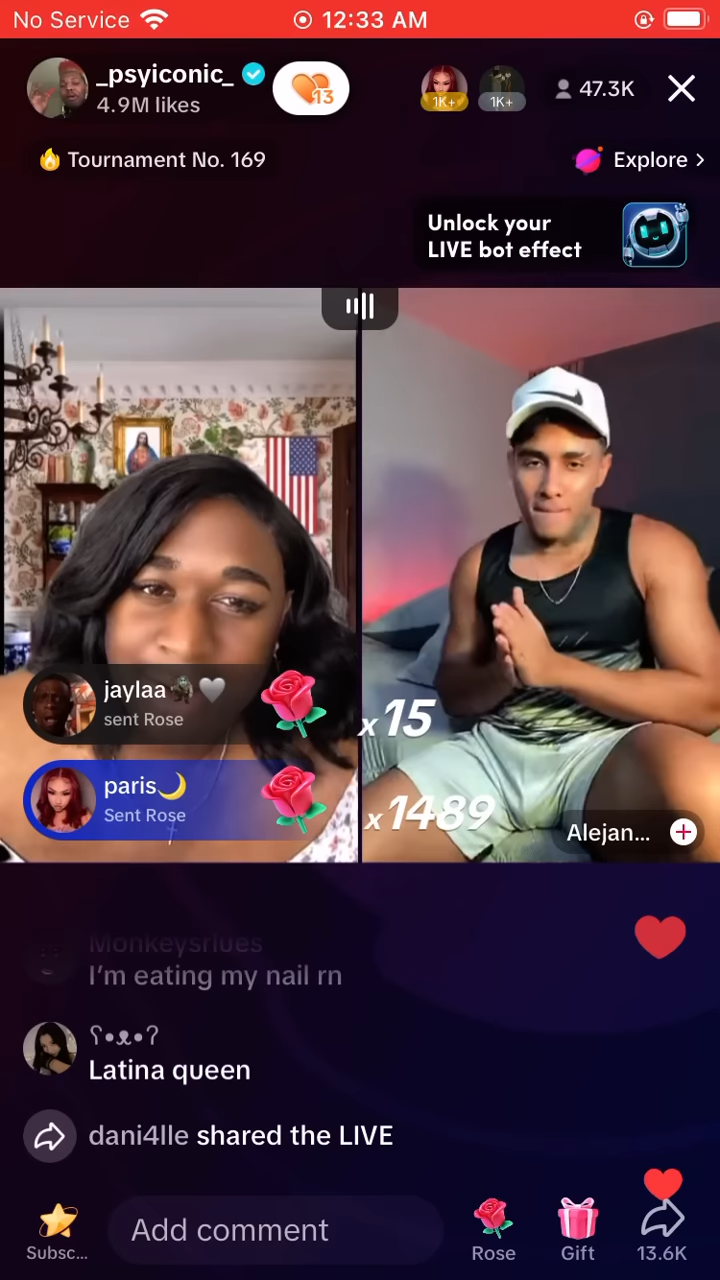 No Service
12:33 AM
_psyiconic_
4.9M likes
13
1K+
1K+
47.3K
Tournament No. 169
Explore >
Unlock your
LIVE bot effect
jaylaa
sent Rose
x15
paris🌙
Sent Rose
x1489
Alejan...
Monkeysrlues
I'm eating my nail rn
ʕ•ᴥ•ʔ
Latina queen
dani4lle shared the LIVE
Subsc...
Add comment
Rose
Gift
13.6K